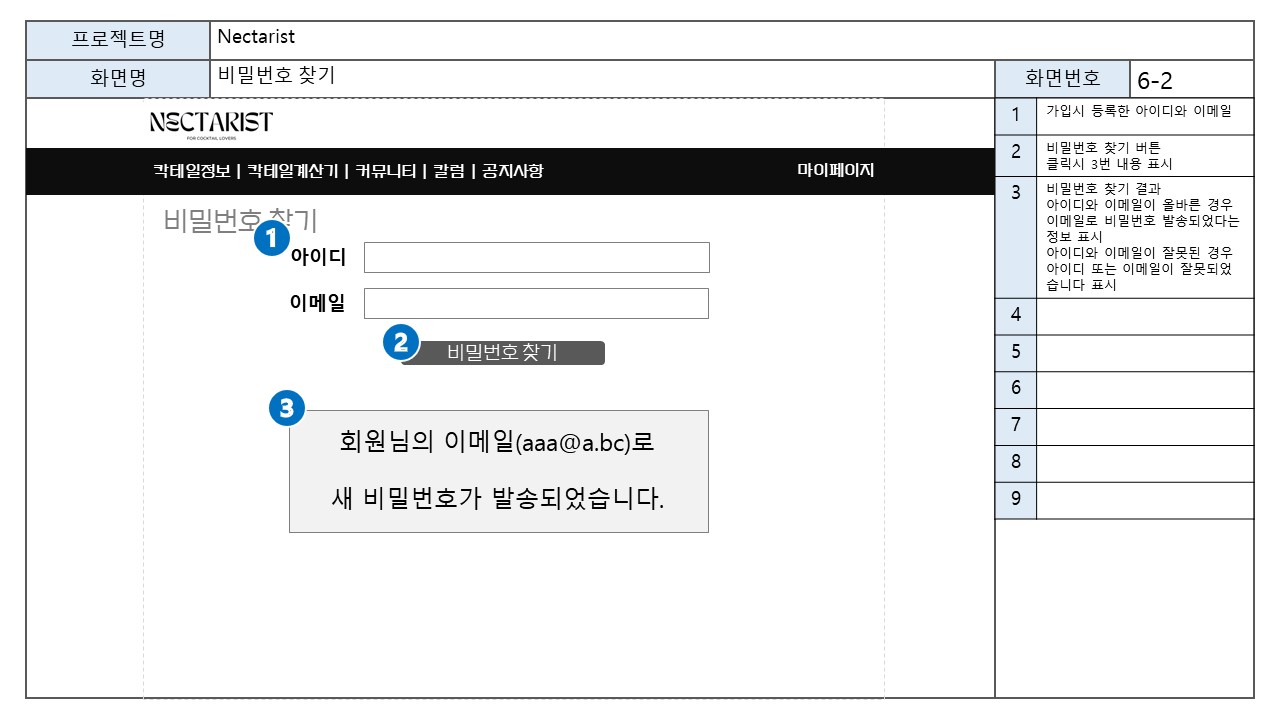 프로젝트명 Nectarist
화면명 비밀번호 찾기 화면번호 6-2
NECTARIST
FOR COCKTAIL LOVERS
칵테일정보 | 칵테일계산기 | 커뮤니티 | 칼럼 | 공지사항 마이페이지
비밀번호 찾기
1
아이디
이메일
2
비밀번호 찾기
3
회원님의 이메일(aaa@a.bc)로
새 비밀번호가 발송되었습니다.
1 가입시 등록한 아이디와 이메일
2 비밀번호 찾기 버튼
클릭시 3번 내용 표시
3 비밀번호 찾기 결과
아이디와 이메일이 올바른 경우
이메일로 비밀번호 발송되었다는
정보 표시
아이디와 이메일이 잘못된 경우
아이디 또는 이메일이 잘못되었
습니다 표시
4
5
6
7
8
9